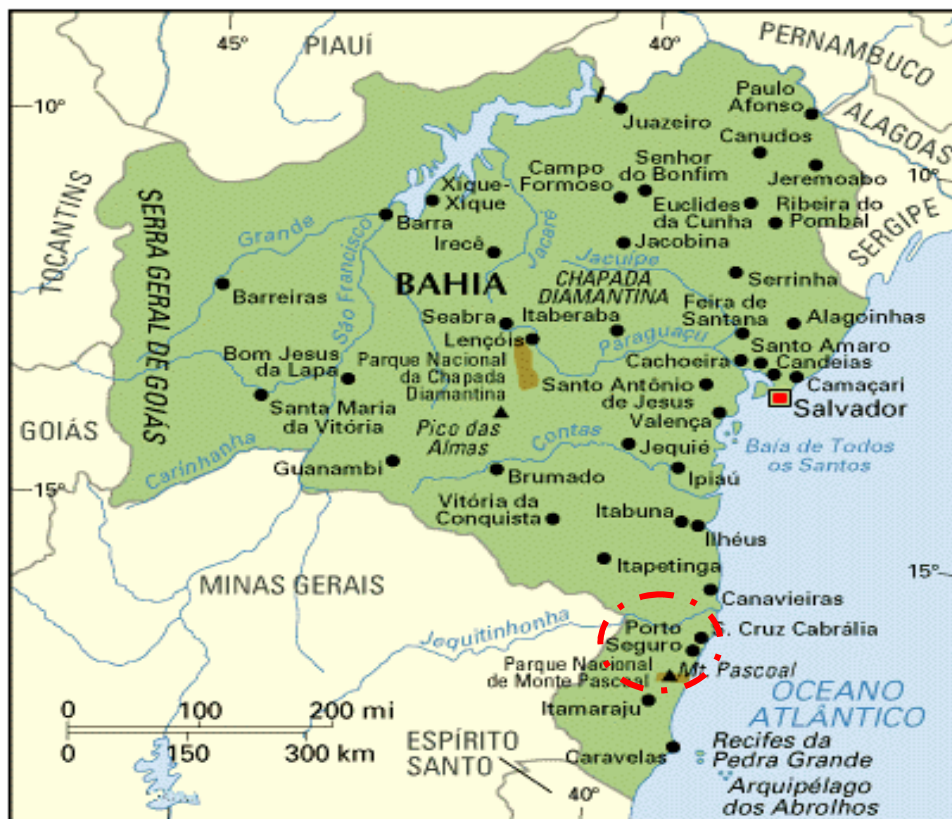 45°
PIAUÍ
40°
PERNAMBUCO
10°
Paulo
Afonso
Juazeiro
Canudos
ALAGOAS
TOCANTINS
SERRA GERAL DE GOIÁS
Xique-
Xique
Campo
Formoso
Senhor
do Bonfim
Jeremoabo
10°
Barra
Euclides
da Cunha
Ribeira do
Pombal
SERGIPE
Grande
Irecê
Jacaré
Jacobina
São Francisco
BAHIA
Jacuípe
CHAPADA
DIAMANTINA
Serrinha
Barreiras
Seabra
Itaberaba
Feira de
Santana
Alagoinhas
Lençóis
Paraguaçu
Santo Amaro
Bom Jesus
da Lapa
Parque Nacional
da Chapada
Diamantina
Cachoeira
Candeias
Santo Antônio
de Jesus
Camaçari
Salvador
Santa Maria
da Vitória
Valença
GOIÁS
Pico das
Almas
Contas
Jequié
Baía de Todos
os Santos
Carinhanha
Guanambi
Brumado
Ipiaú
15°
Vitória da
Conquista
Itabuna
Ilhéus
Itapetinga
15°
MINAS GERAIS
Canavieiras
Jequitinhonha
Porto
Seguro
S. Cruz Cabrália
Parque Nacional
de Monte Pascoal
Mt. Pascoal
Itamaraju
OCEANO
ATLÂNTICO
0 100 200 mi
0 150 300 km
ESPÍRITO
SANTO
Caravelas
Recifes da
Pedra Grande
40°
Arquipélago
dos Abrolhos